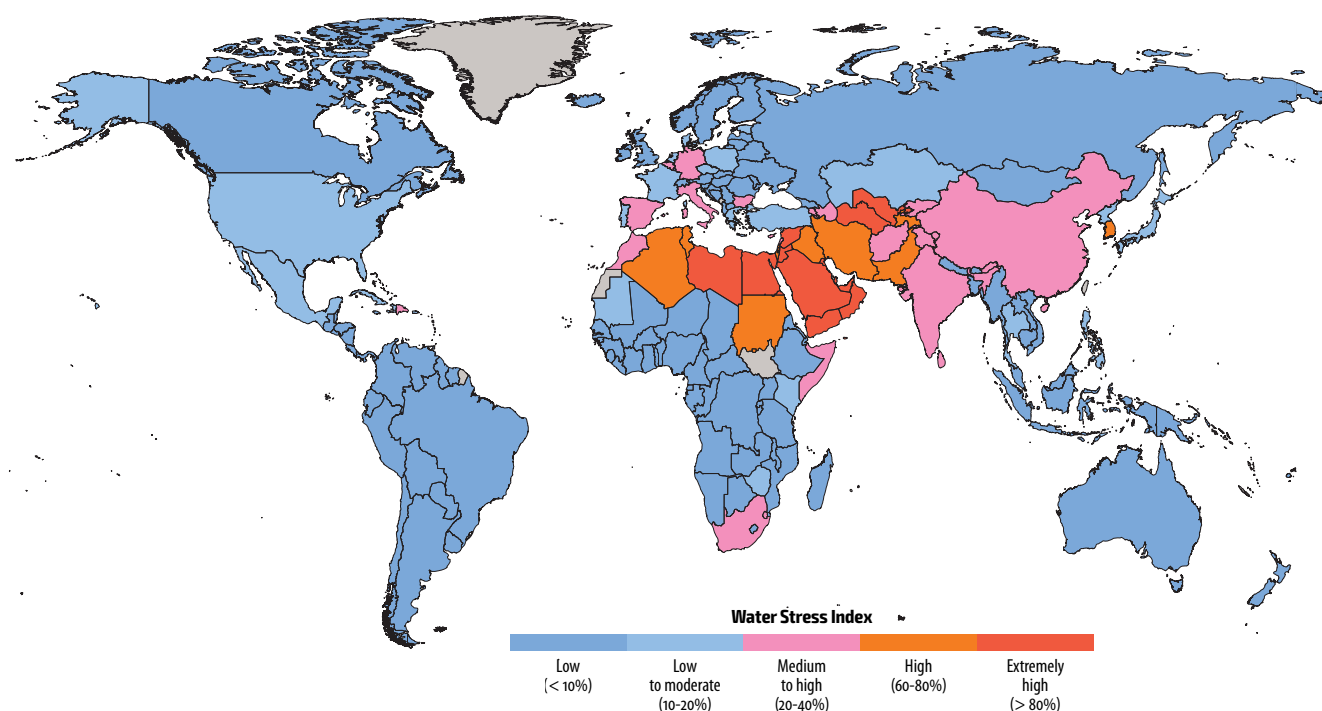 Water Stress Index
Low
(< 10%)
Low
to moderate
(10-20%)
Medium
to high
(20-40%)
High
(60-80%)
Extremely
high
(> 80%)